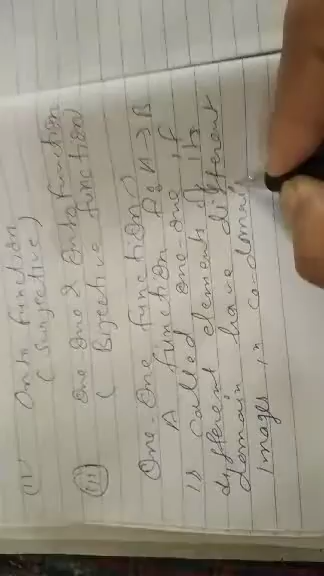 (ii) Onto function
(Surjective)
(iii) One One & Onto function
(Bijective function)
One-One function)
A function f: A → B
is called one-one, if
different elements of its
domain have different
images in co-domain.